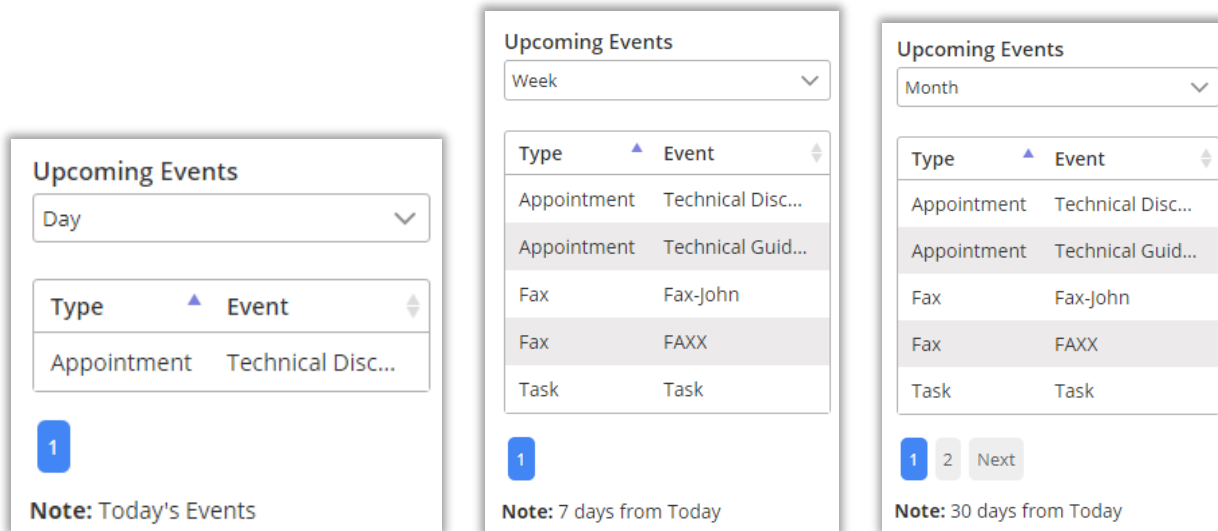 Upcoming Events
Day
Type Event
Appointment Technical Disc...
1
Note: Today's Events
Upcoming Events
Week
Type Event
Appointment Technical Disc...
Appointment Technical Guid...
Fax Fax-John
Fax FAXX
Task Task
1
Note: 7 days from Today
Upcoming Events
Month
Type Event
Appointment Technical Disc...
Appointment Technical Guid...
Fax Fax-John
Fax FAXX
Task Task
1 2 Next
Note: 30 days from Today